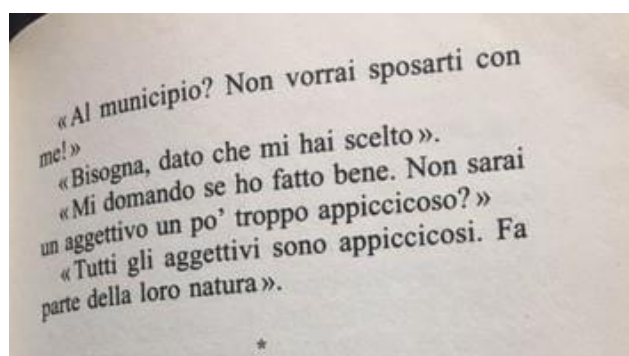 «Al municipio? Non vorrai sposarti con
me!»
«Bisogna, dato che mi hai scelto».
«Mi domando se ho fatto bene. Non sarai
un aggettivo un po' troppo appiccicoso?»
«Tutti gli aggettivi sono appiccicosi. Fa
parte della loro natura».
*